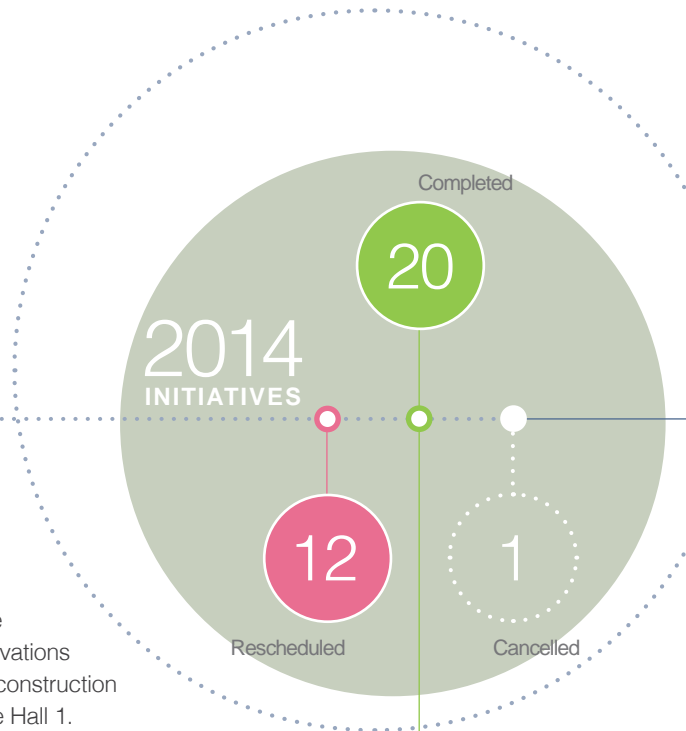 Completed
20
2014
INITIATIVES
12
1
Rescheduled
Cancelled
e
vations
construction
e Hall 1.